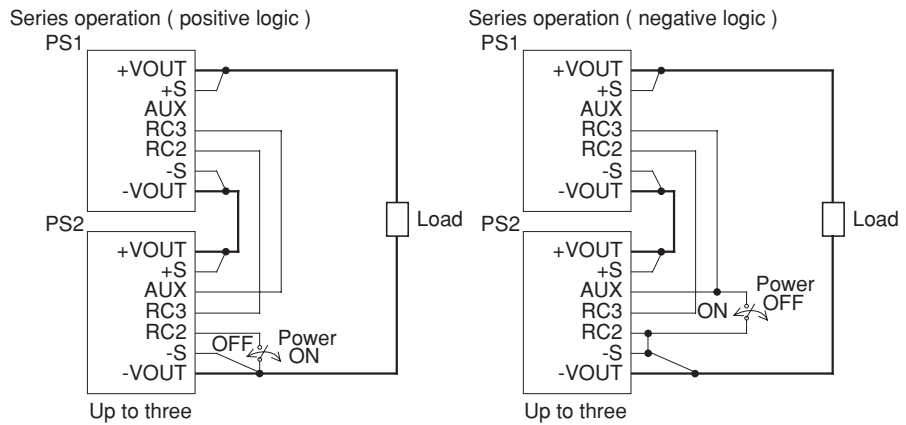 Series operation ( positive logic )
PS1
+VOUT
+S
AUX
RC3
RC2
-S
-VOUT
PS2
+VOUT
+S
AUX
RC3
RC2
-S
-VOUT
OFF
Power
ON
Load
Up to three
Series operation ( negative logic )
PS1
+VOUT
+S
AUX
RC3
RC2
-S
-VOUT
PS2
+VOUT
+S
AUX
RC3
RC2
-S
-VOUT
ON
Power
OFF
Load
Up to three